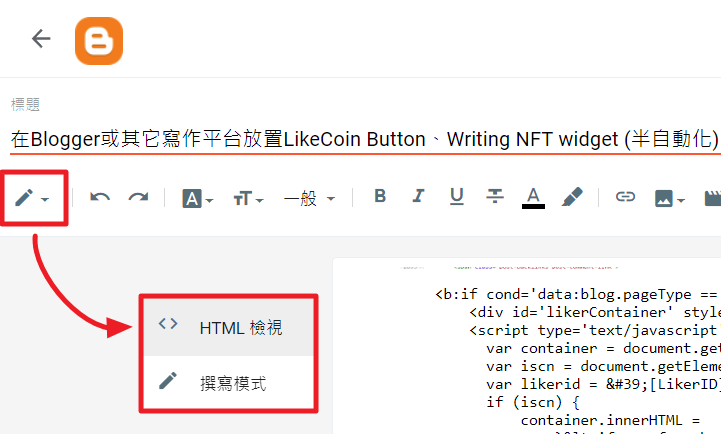 標題
在Blogger或其它寫作平台放置LikeCoin Button、Writing NFT widget (半自動化)
A 一般 B I U A
<b:if cond='data:blog.pageType ==
<div id='likerContainer' style
<script type='text/javascript
var container = document.get
var iscn = document.getEleme
var likerid = &#39;[LikerID]
if (iscn) {
container.innerHTML =
HTML 檢視
撰寫模式